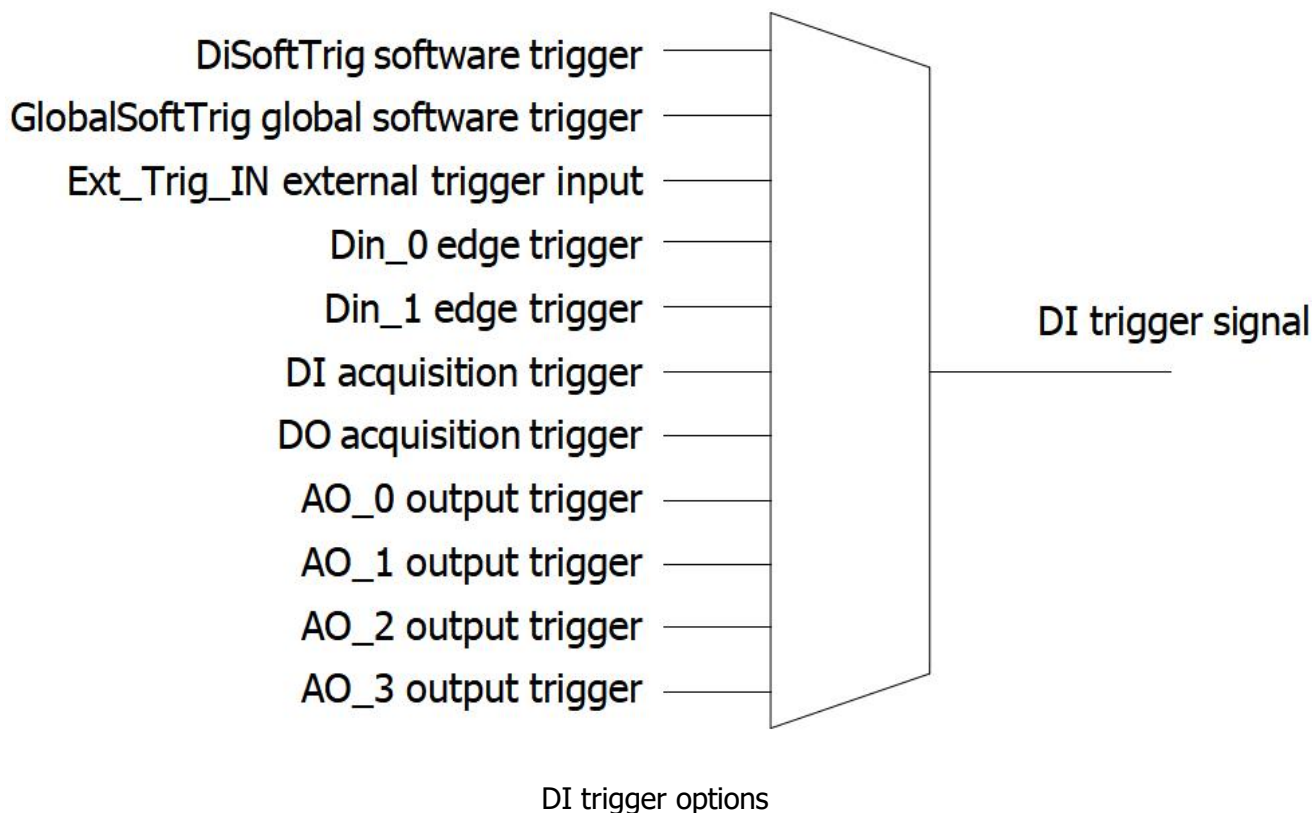 DiSoftTrig software trigger
GlobalSoftTrig global software trigger
Ext_Trig_IN external trigger input
Din_0 edge trigger
Din_1 edge trigger
DI trigger signal
DI acquisition trigger
DO acquisition trigger
AO_0 output trigger
AO_1 output trigger
AO_2 output trigger
AO_3 output trigger
DI trigger options